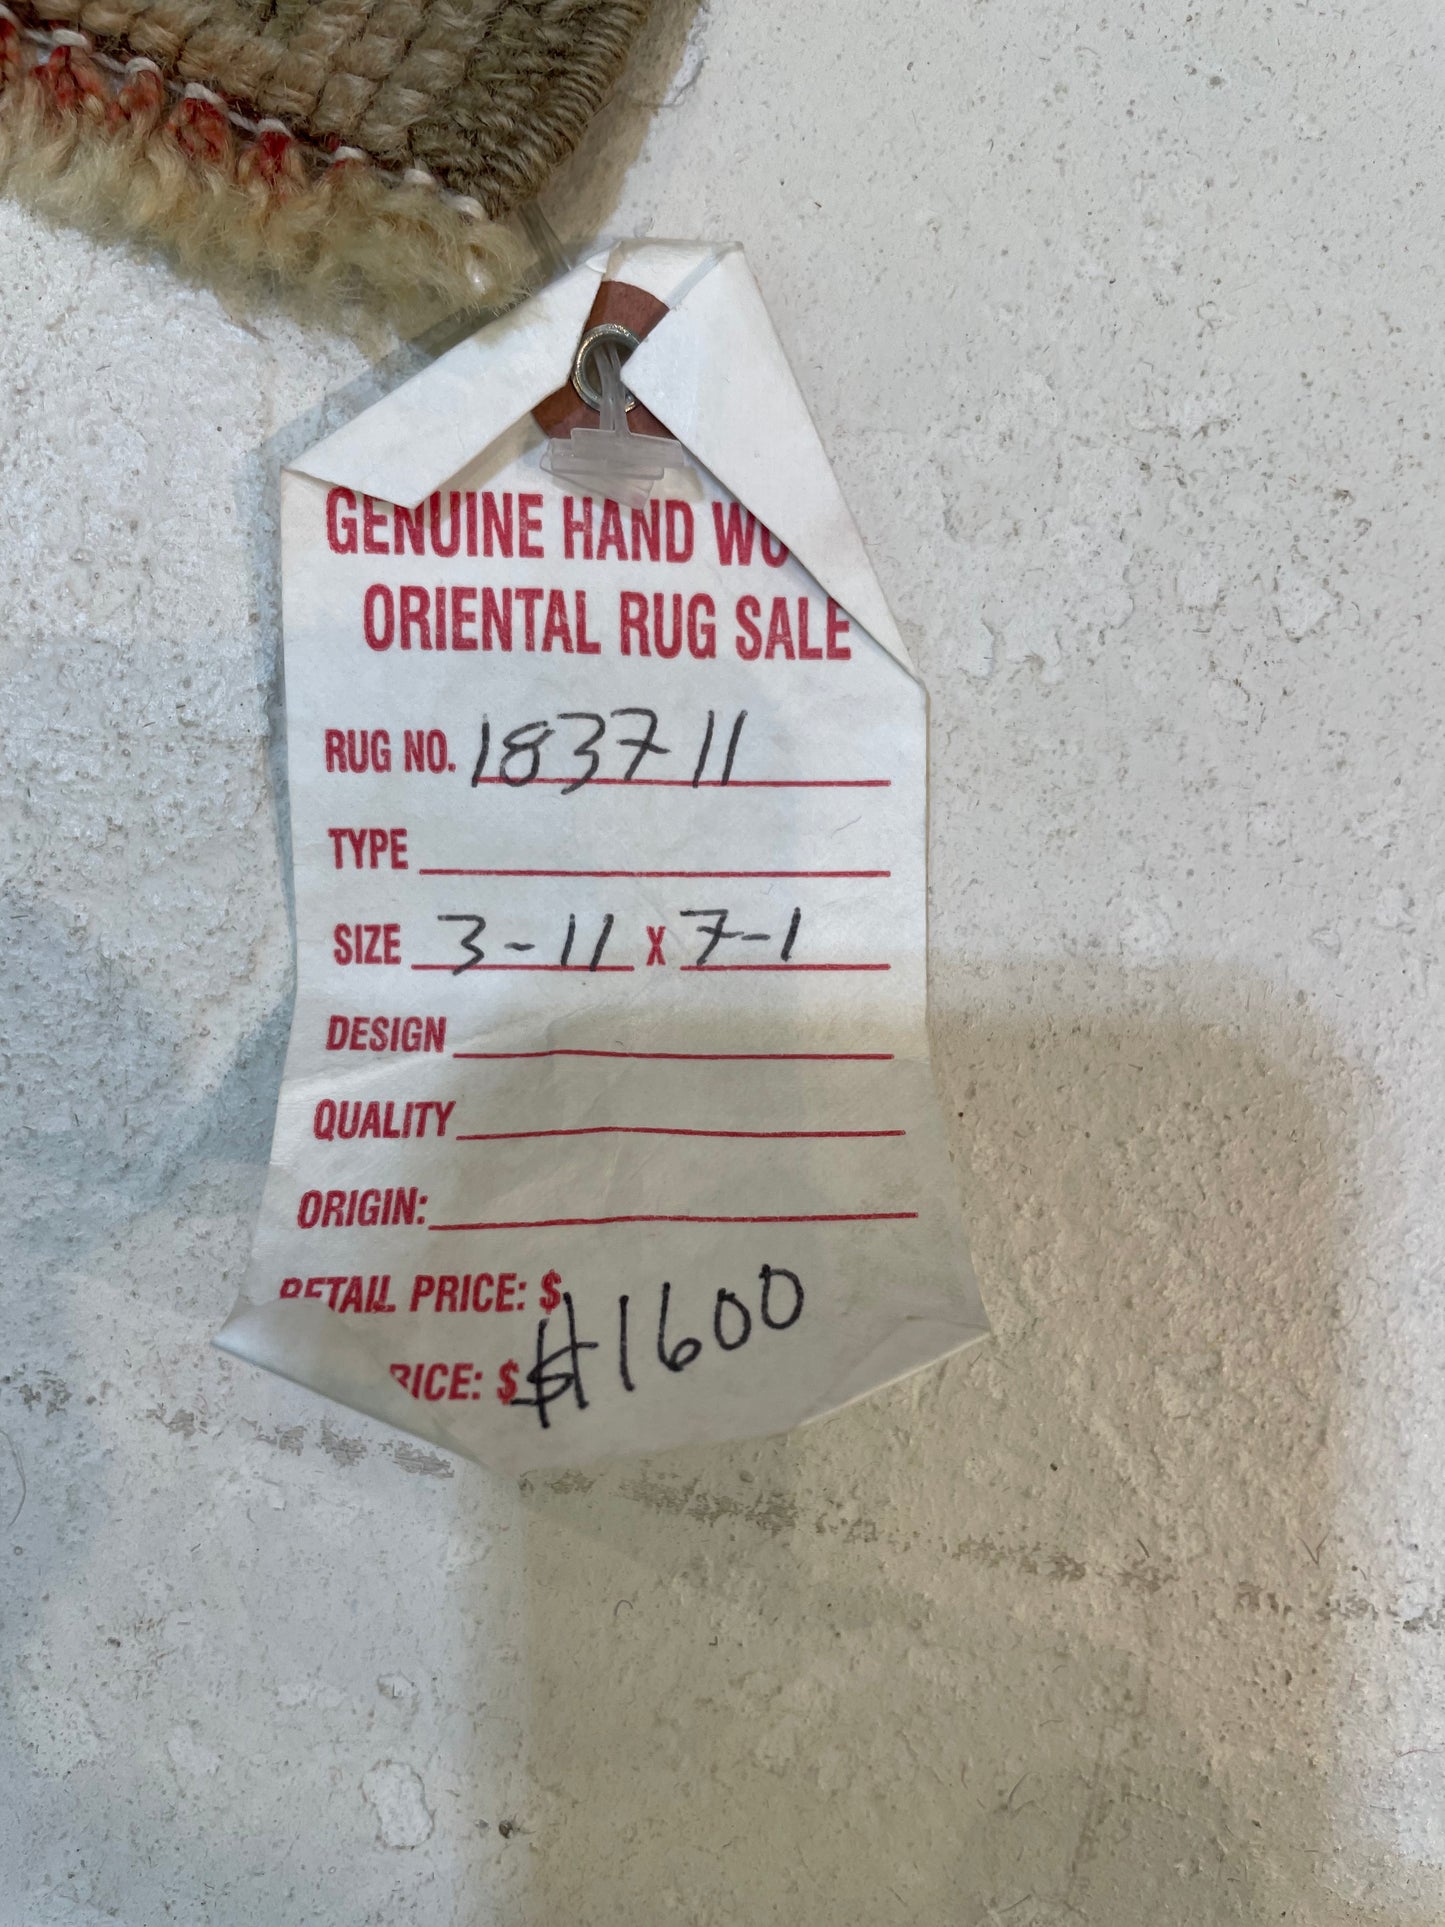 GENUINE HAND WO
ORIENTAL RUG SALE
RUG NO. 183711
TYPE
SIZE 3-11 X 7-1
DESIGN
QUALITY
ORIGIN:
RETAIL PRICE: $
RICE: $ $1600